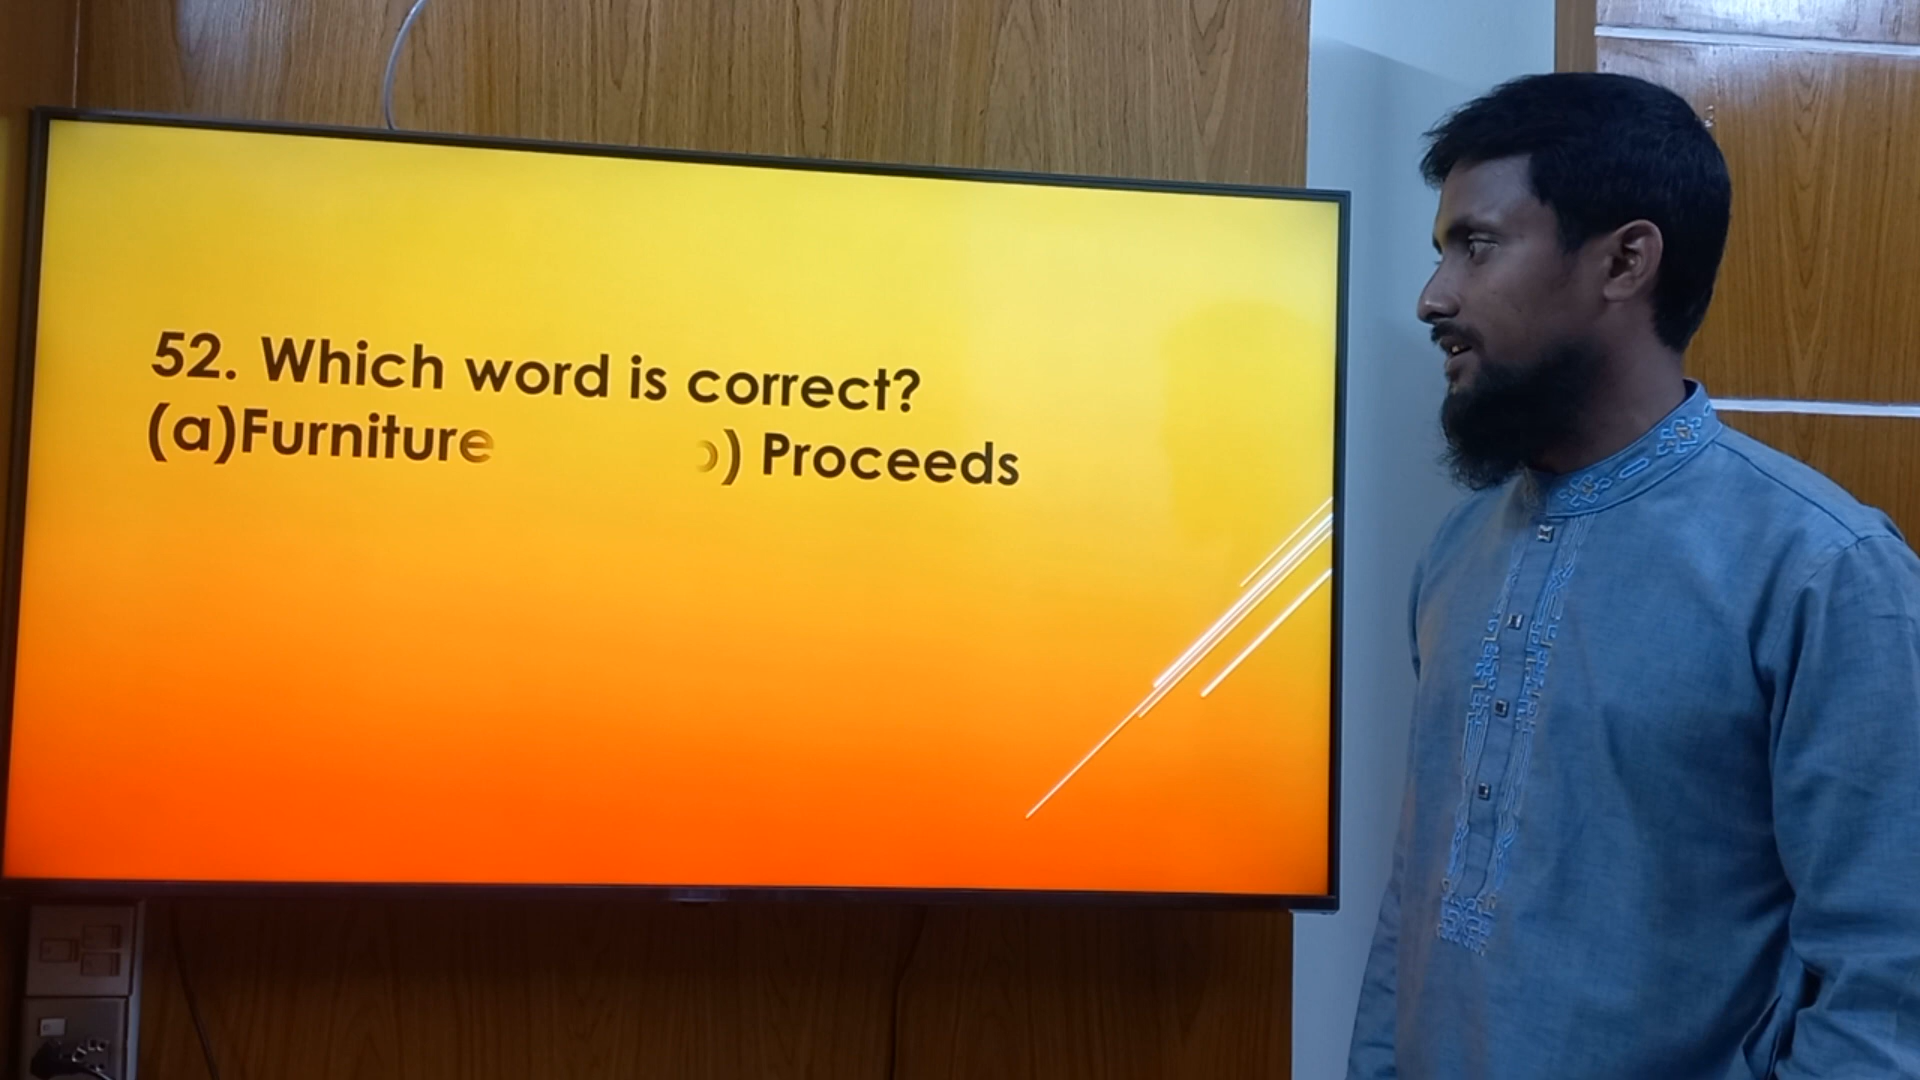 52. Which word is correct?
(a)Furniture ) Proceeds